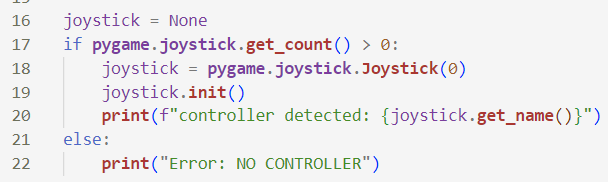 16 joystick = None
17 if pygame.joystick.get_count() > 0:
18     joystick = pygame.joystick.Joystick(0)
19     joystick.init()
20     print(f"controller detected: {joystick.get_name()}")
21 else:
22     print("Error: NO CONTROLLER")